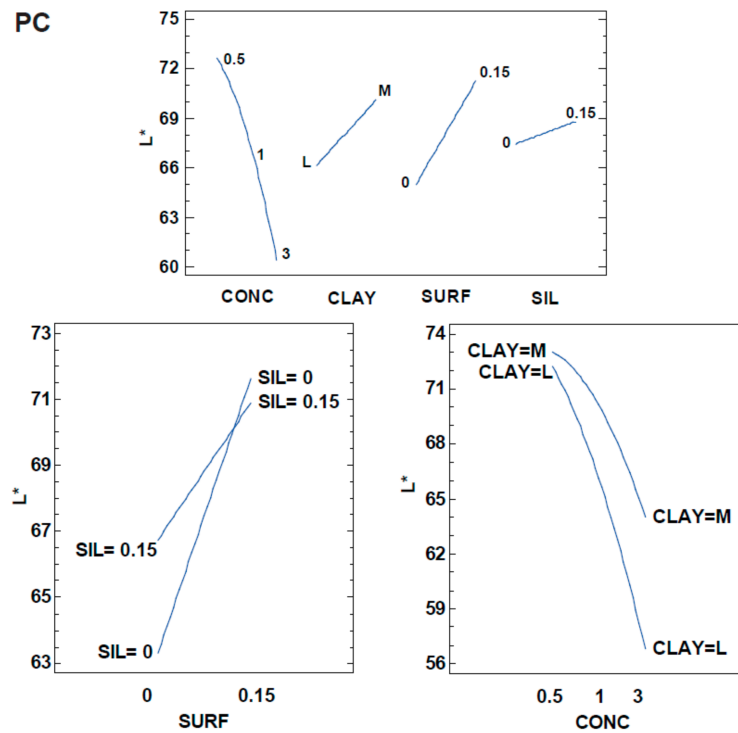 PC
75
72
69
66
63
60
L*
0.5
1
3
L
M
0
0.15
0
0.15
CONC CLAY SURF SIL
73
71
69
67
65
63
L*
SIL= 0
SIL= 0.15
SIL= 0.15
SIL= 0
0 0.15
SURF
74
71
68
65
62
59
56
L*
CLAY=M
CLAY=L
CLAY=M
CLAY=L
0.5 1 3
CONC